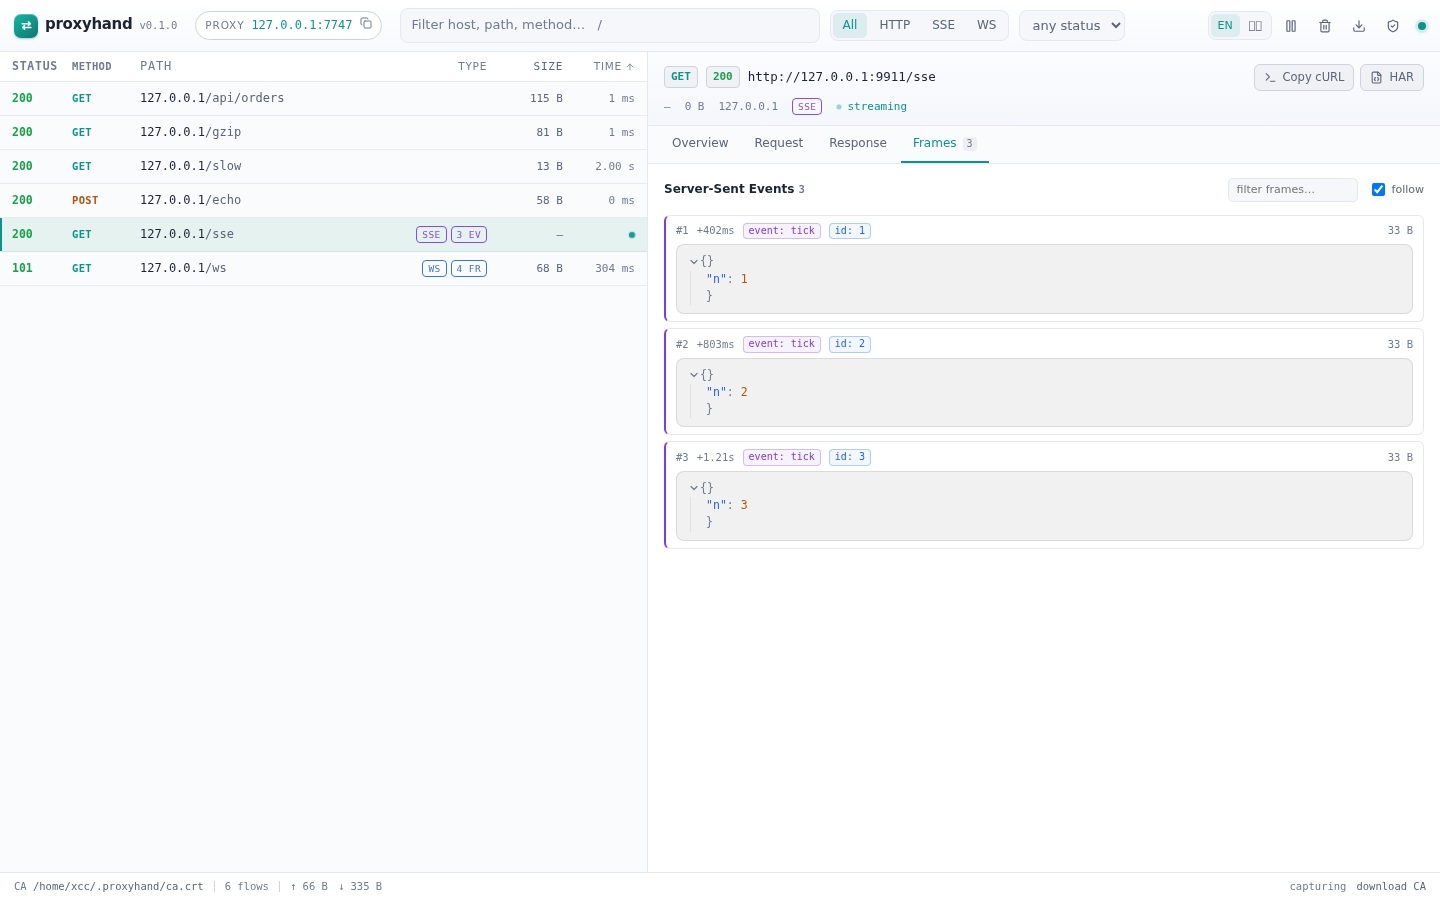 proxyhand v0.1.0 PROXY 127.0.0.1:7747 Filter host, path, method... / All HTTP SSE WS any status EN
STATUS METHOD PATH TYPE SIZE TIME ↑
200 GET 127.0.0.1/api/orders 115 B 1 ms
200 GET 127.0.0.1/gzip 81 B 1 ms
200 GET 127.0.0.1/slow 13 B 2.00 s
200 POST 127.0.0.1/echo 58 B 0 ms
200 GET 127.0.0.1/sse SSE 3 EV –
101 GET 127.0.0.1/ws WS 4 FR 68 B 304 ms
GET 200 http://127.0.0.1:9911/sse Copy cURL HAR
– 0 B 127.0.0.1 SSE streaming
Overview Request Response Frames 3
Server-Sent Events 3 filter frames... follow
#1 +402ms event: tick id: 1 33 B
{}
"n": 1
}
#2 +803ms event: tick id: 2 33 B
{}
"n": 2
}
#3 +1.21s event: tick id: 3 33 B
{}
"n": 3
}
CA /home/xcc/.proxyhand/ca.crt 6 flows ↑ 66 B ↓ 335 B capturing download CA